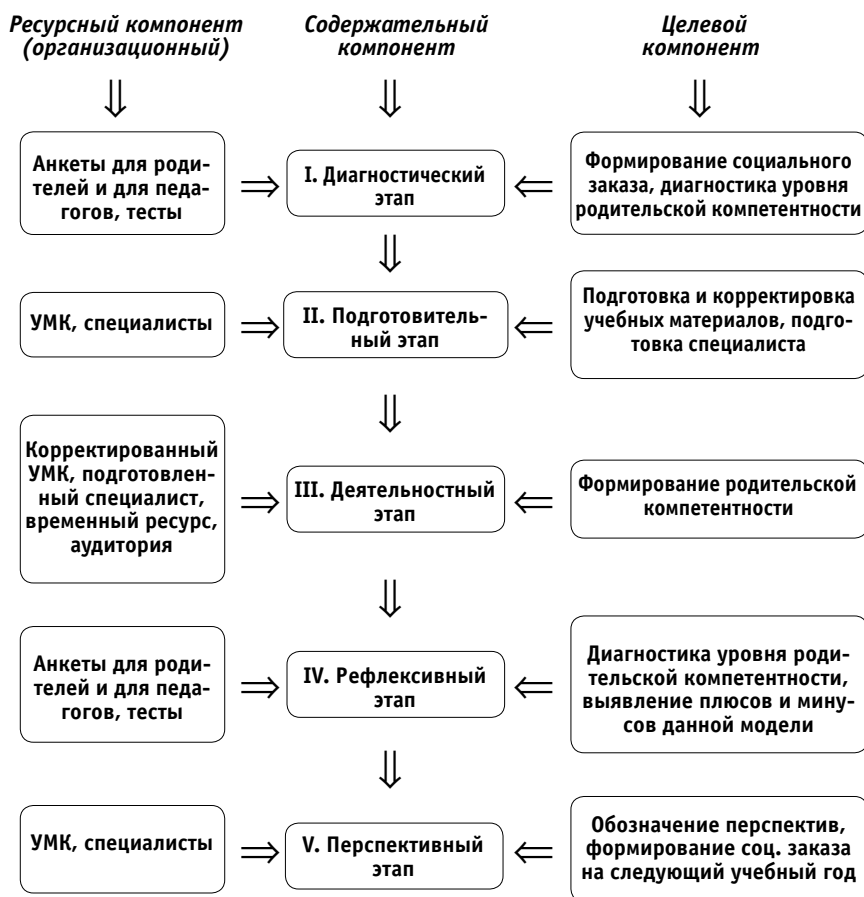 Ресурсный компонент
(организационный)
Содержательный
компонент
Целевой
компонент
Анкеты для роди-
телей и для педа-
гогов, тесты
I. Диагностический
этап
Формирование социального
заказа, диагностика уровня
родительской компетентности
УМК, специалисты
II. Подготовитель-
ный этап
Подготовка и корректировка
учебных материалов, подго-
товка специалиста
Корректированный
УМК, подготовлен-
ный специалист,
временный ресурс,
аудитория
III. Деятельностный
этап
Формирование родительской
компетентности
Анкеты для роди-
телей и для педа-
гогов, тесты
IV. Рефлексивный
этап
Диагностика уровня роди-
тельской компетентности,
выявление плюсов и мину-
сов данной модели
УМК, специалисты
V. Перспективный
этап
Обозначение перспектив,
формирование соц. заказа
на следующий учебный год